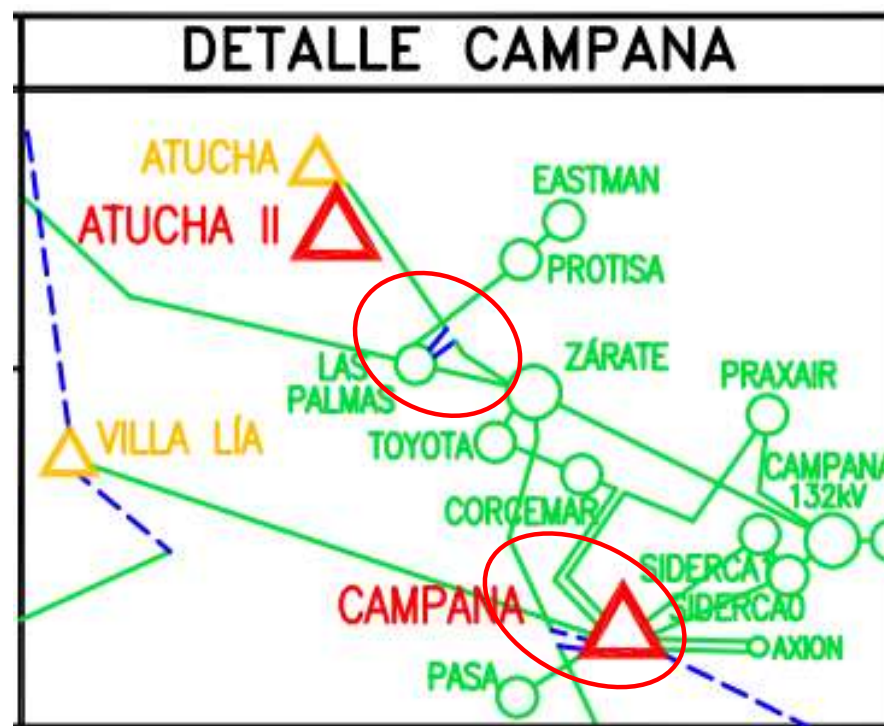 DETALLE CAMPANA
ATUCHA
EASTMAN
ATUCHA II
PROTISA
ZÁRATE
LAS
PALMAS
PRAXAIR
TOYOTA
VILLA LÍA
CAMPANA
132kV
CORCEMAR
SIDERCA1
CAMPANA
SIDERCA0
AXION
PASA